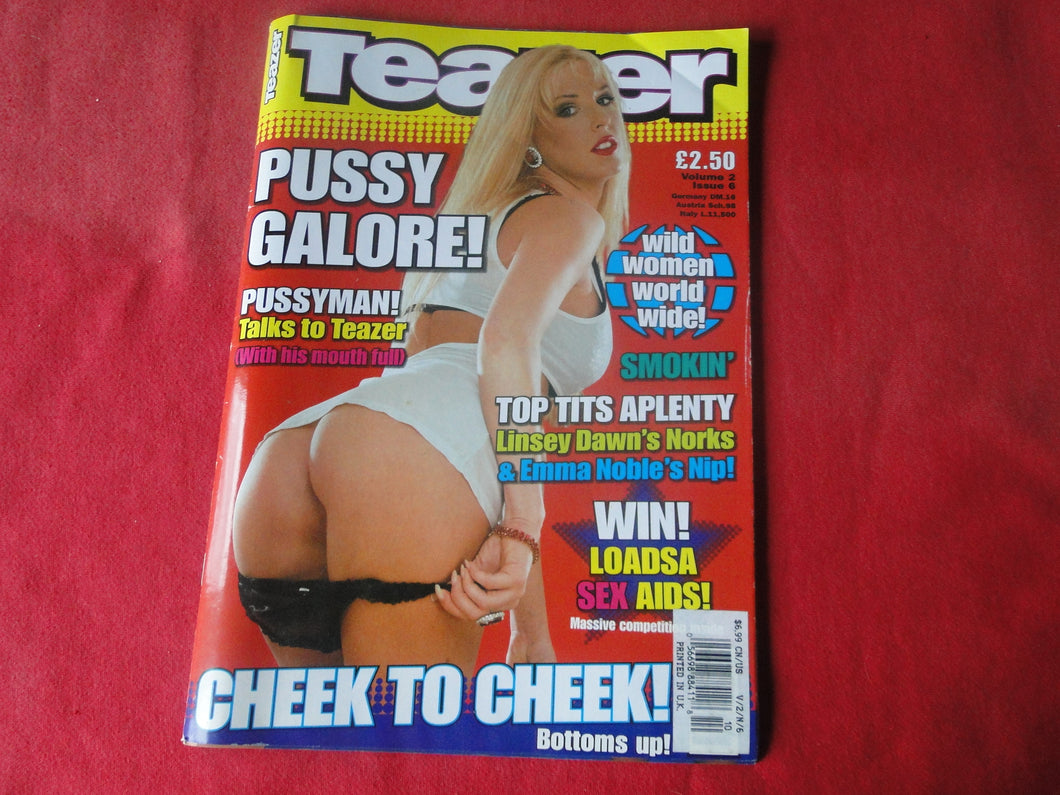 Teazer
Teazer
£2.50
Volume 2
Issue 6
Germany DM.16
Austria Sch.98
Italy L.11,500
PUSSY
GALORE!
PUSSYMAN!
Talks to Teazer
(With his mouth full)
wild
women
world
wide!
SMOKIN'
TOP TITS APLENTY
Linsey Dawn's Norks
& Emma Noble's Nip!
WIN!
LOADSA
SEX AIDS!
Massive competition
CHEEK TO CHEEK!
Bottoms up!
$6.99 CN/US V/2/N/6
10
PRINTED IN U.K.